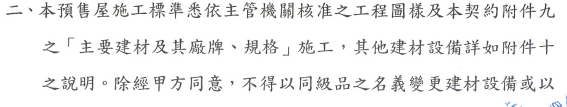 二、本預售屋施工標準悉依主管機關核准之工程圖樣及本契約附件九
之「主要建材及其廠牌、規格」施工，其他建材設備詳如附件十
之說明。除經甲方同意，不得以同級品之名義變更建材設備或以